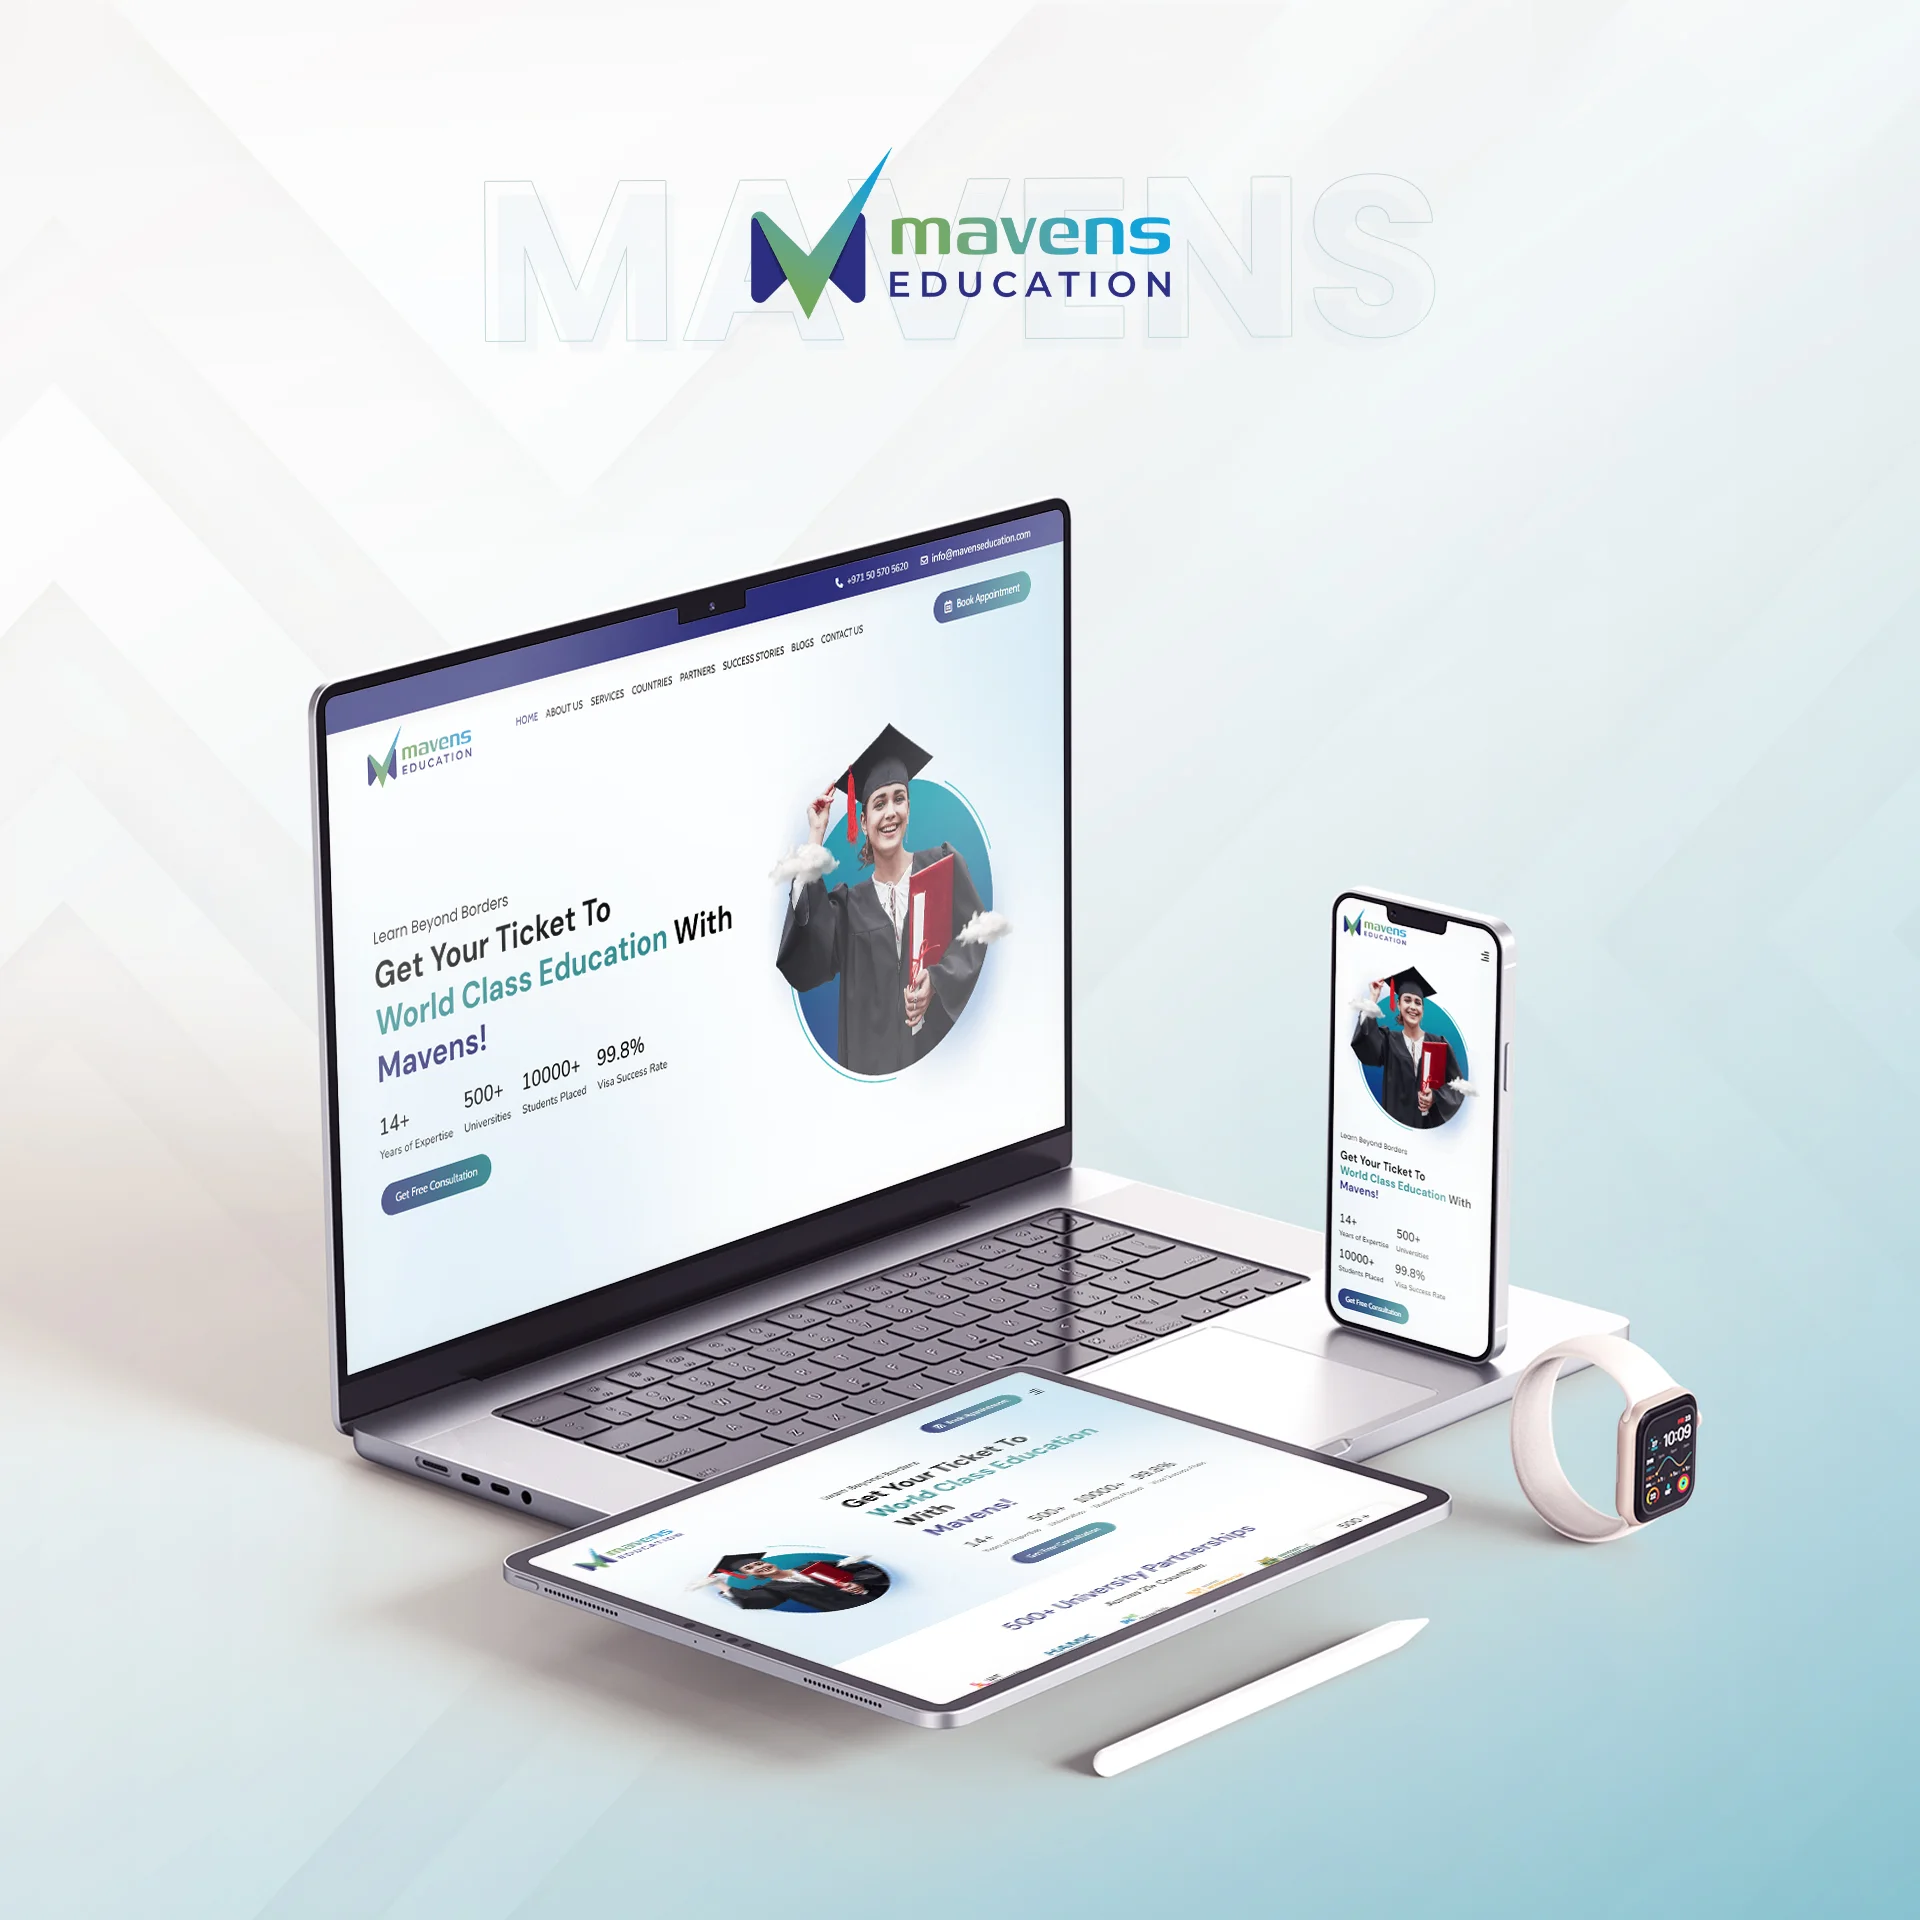 MAVENS
mavens
EDUCATION
+971 50 570 5620 info@mavenseducation.com
Book Appointment
HOME ABOUT US SERVICES COUNTRIES PARTNERS SUCCESS STORIES BLOGS CONTACT US
mavens
EDUCATION
Learn Beyond Borders
Get Your Ticket To
World Class Education With
Mavens!
14+ 500+ 10000+ 99.8%
Years of Expertise Universities Students Placed Visa Success Rate
Get Free Consultation
mavens
EDUCATION
Learn Beyond Borders
Get Your Ticket To
World Class Education With
Mavens!
14+ 500+
Years of Expertise Universities
10000+ 99.8%
Students Placed Visa Success Rate
Get Free Consultation
10:09
Book Appointment
mavens
EDUCATION
Learn Beyond Borders
Get Your Ticket To
World Class Education
With
Mavens!
14+ 500+ 10000+ 99.8%
Get Free Consultation
500+ University Partnerships
500 +
HAMK